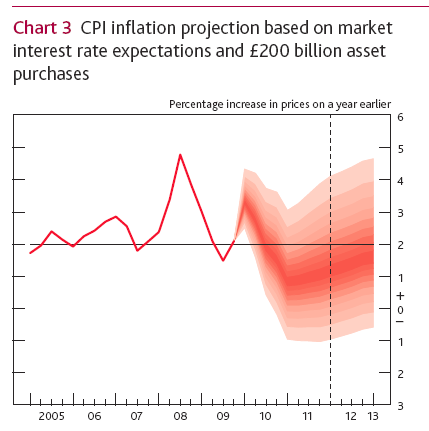 Chart 3 CPI inflation projection based on market
interest rate expectations and £200 billion asset
purchases
Percentage increase in prices on a year earlier
6
5
4
3
2
1
+
0
–
1
2
3
2005 06 07 08 09 10 11 12 13